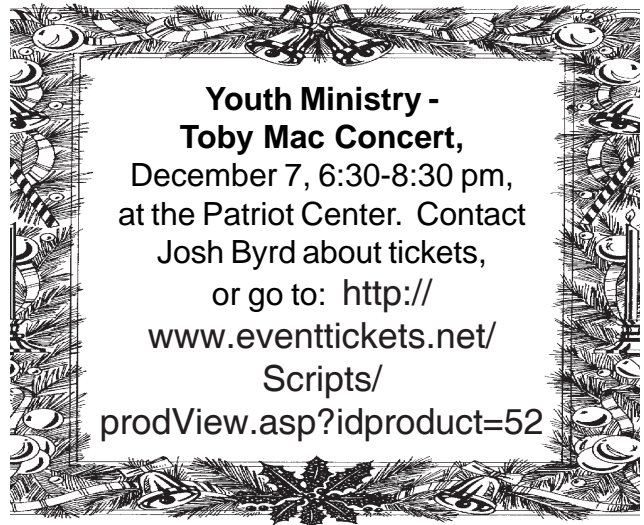 Youth Ministry -
Toby Mac Concert,
December 7, 6:30-8:30 pm,
at the Patriot Center.  Contact
Josh Byrd about tickets,
or go to:  http://
www.eventtickets.net/
Scripts/
prodView.asp?idproduct=52